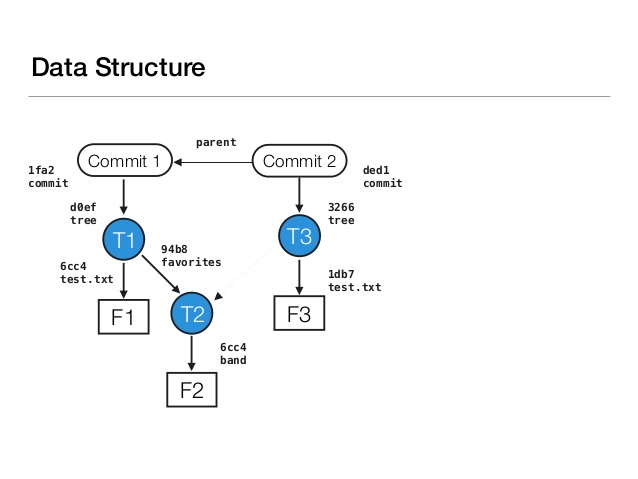 Data Structure
parent
Commit 1
Commit 2
1fa2
commit
ded1
commit
d0ef
tree
3266
tree
T1
T3
94b8
favorites
6cc4
test.txt
1db7
test.txt
F1
T2
F3
6cc4
band
F2